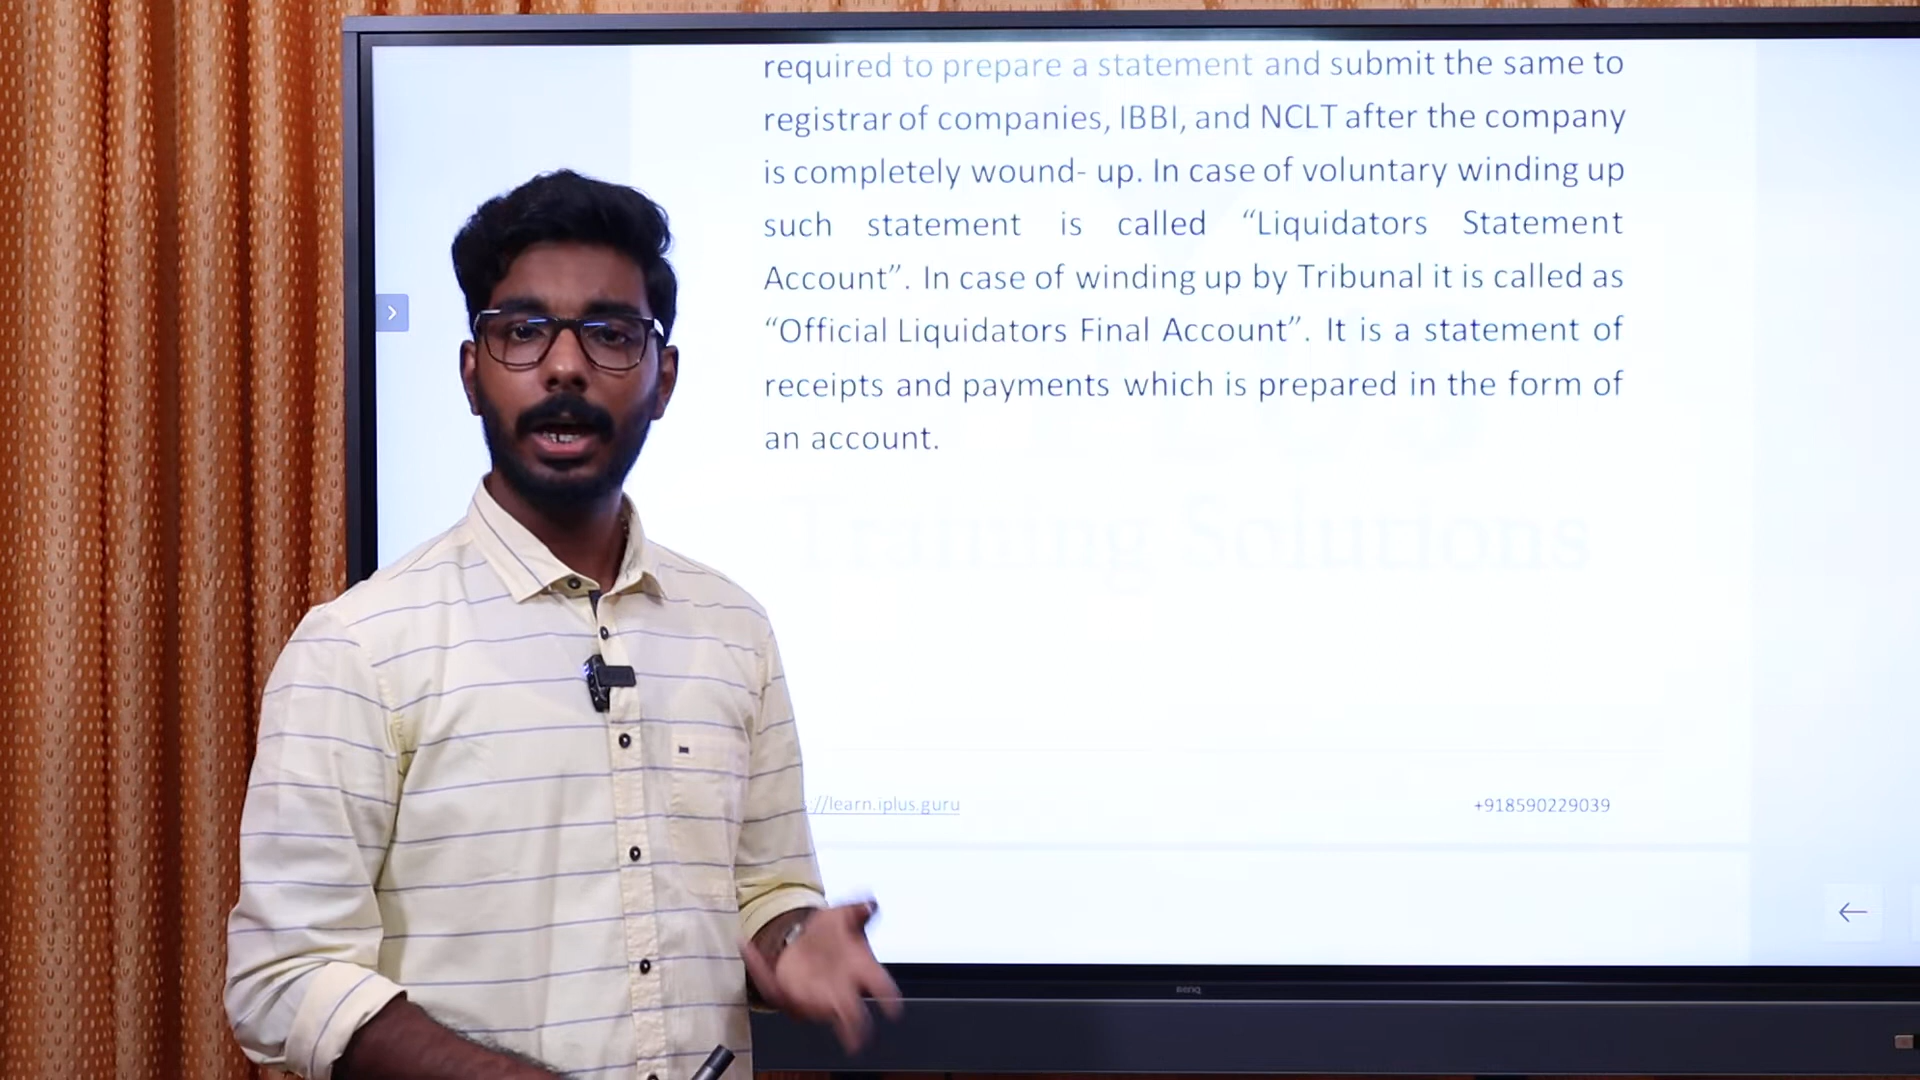 required to prepare a statement and submit the same to
registrar of companies, IBBI, and NCLT after the company
is completely wound- up. In case of voluntary winding up
such statement is called “Liquidators Statement
Account”. In case of winding up by Tribunal it is called as
“Official Liquidators Final Account”. It is a statement of
receipts and payments which is prepared in the form of
an account.
Training Solutions
://learn.iplus.guru
+918590229039
BenQ